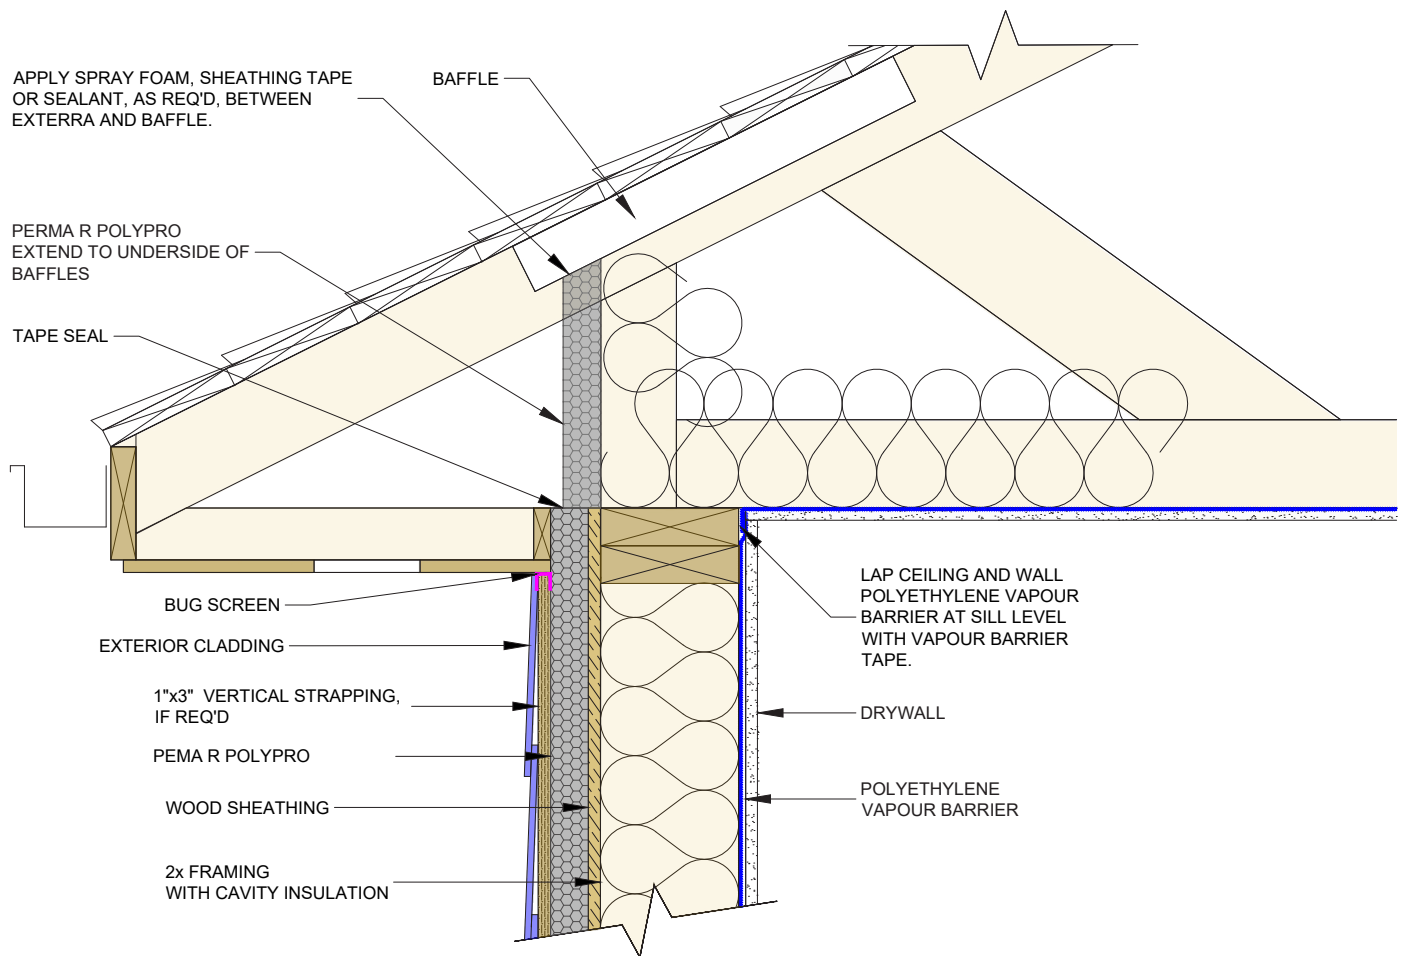 APPLY SPRAY FOAM, SHEATHING TAPE
OR SEALANT, AS REQ'D, BETWEEN
EXTERRA AND BAFFLE.
BAFFLE
PERMA R POLYPRO
EXTEND TO UNDERSIDE OF
BAFFLES
TAPE SEAL
BUG SCREEN
EXTERIOR CLADDING
1"x3" VERTICAL STRAPPING,
IF REQ'D
PEMA R POLYPRO
WOOD SHEATHING
2x FRAMING
WITH CAVITY INSULATION
LAP CEILING AND WALL
POLYETHYLENE VAPOUR
BARRIER AT SILL LEVEL
WITH VAPOUR BARRIER
TAPE.
DRYWALL
POLYETHYLENE
VAPOUR BARRIER